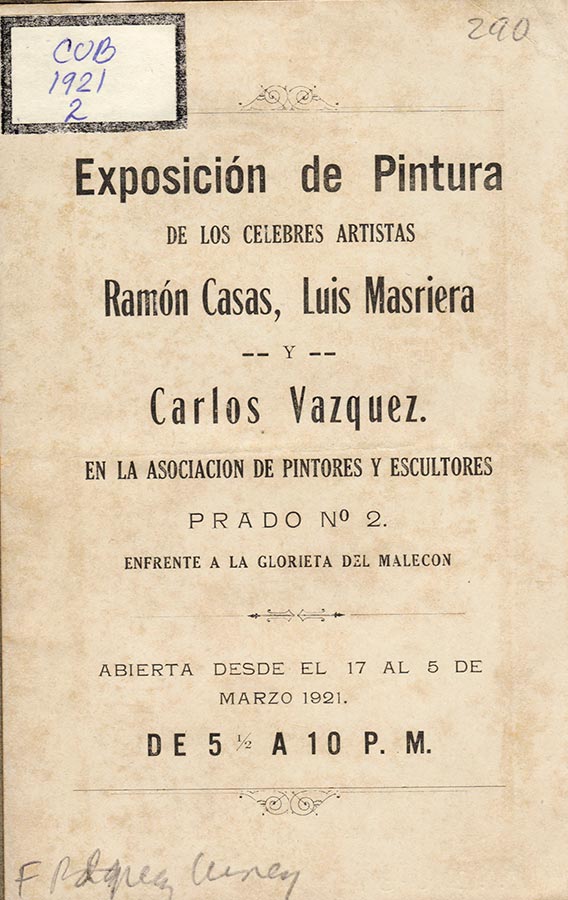 CUB
1921
2
290
Exposición de Pintura
DE LOS CELEBRES ARTISTAS
Ramón Casas, Luis Masriera
-- Y --
Carlos Vazquez.
EN LA ASOCIACION DE PINTORES Y ESCULTORES
PRADO Nº 2.
ENFRENTE A LA GLORIETA DEL MALECON
ABIERTA DESDE EL 17 AL 5 DE
MARZO 1921.
DE 5 ½ A 10 P. M.
F